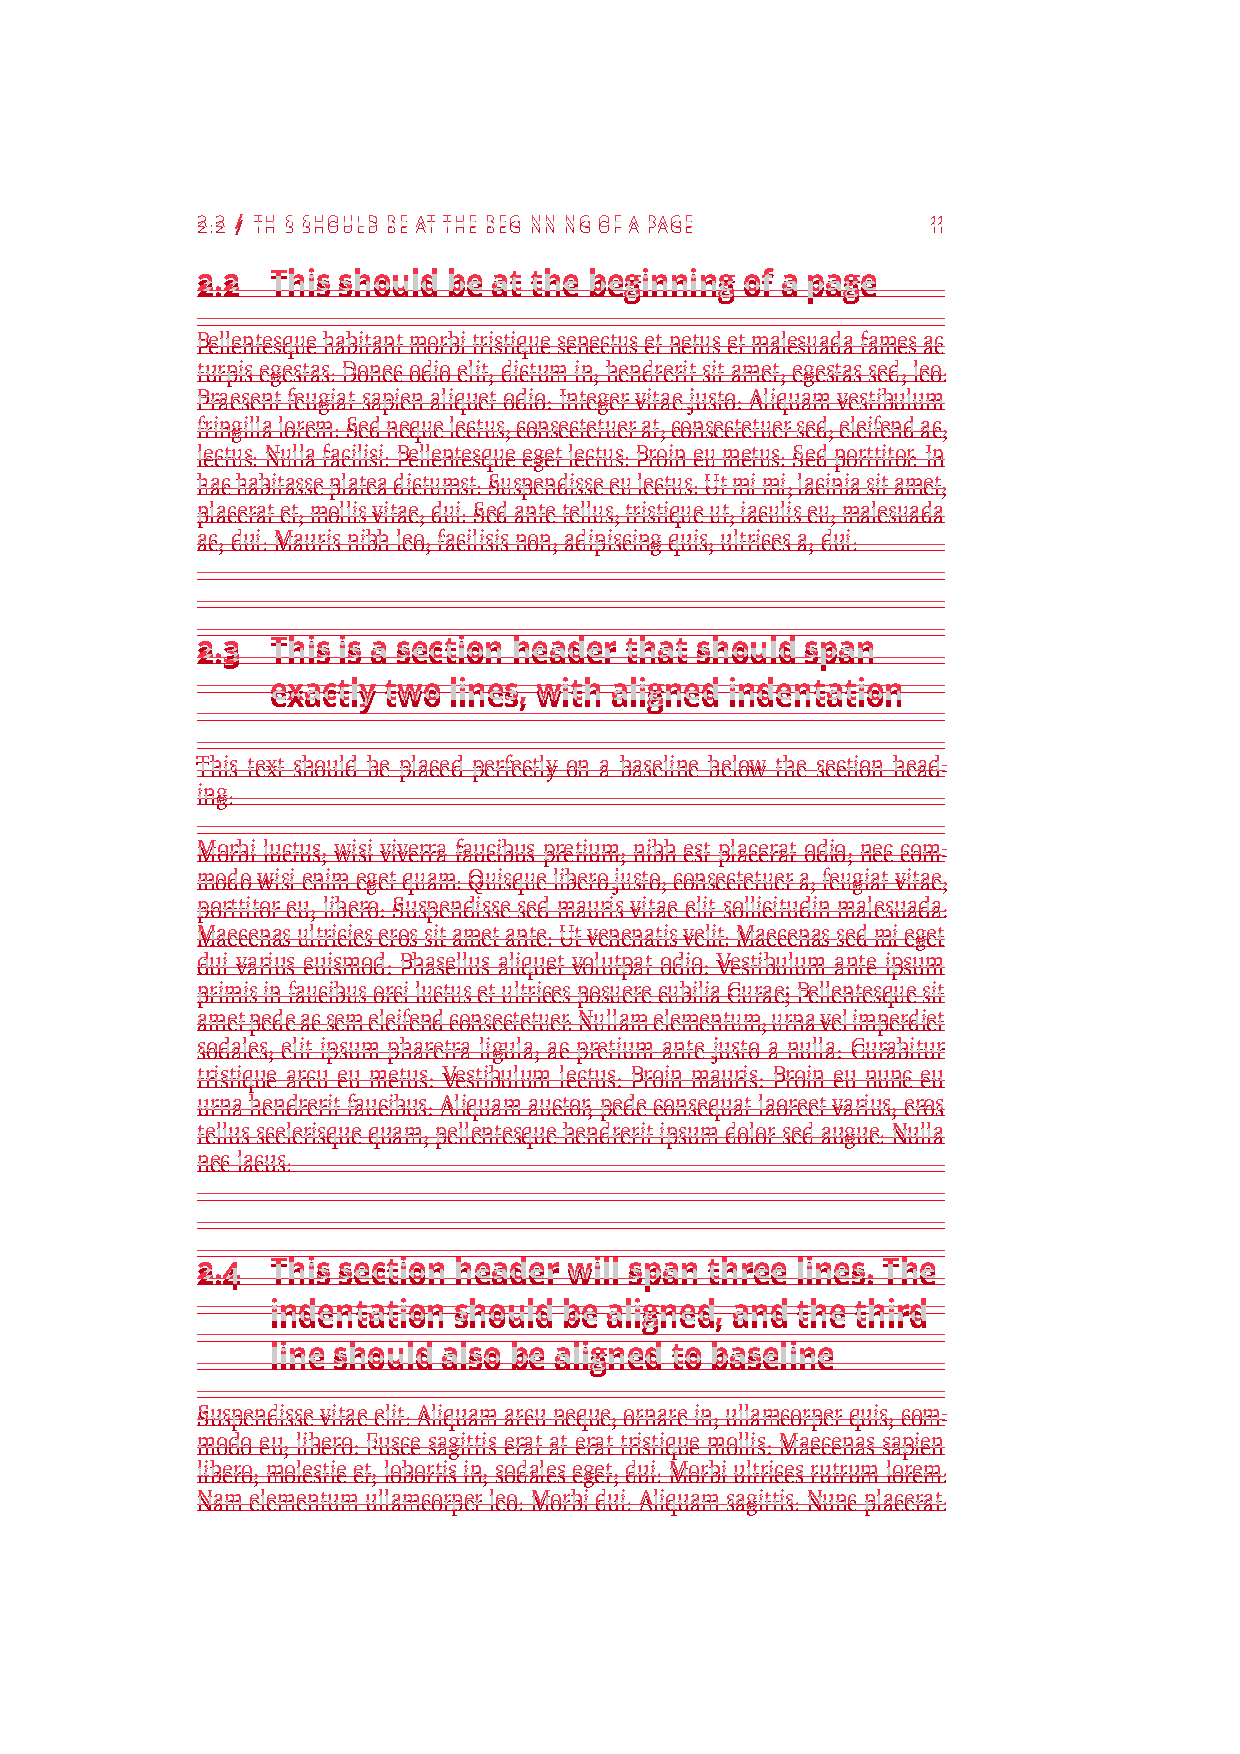 2.2 / THIS SHOULD BE AT THE BEGINNING OF A PAGE 11
2.2 This should be at the beginning of a page
Pellentesque habitant morbi tristique senectus et netus et malesuada fames ac
turpis egestas. Donec odio elit, dictum in, hendrerit sit amet, egestas sed, leo.
Praesent feugiat sapien aliquet odio. Integer vitae justo. Aliquam vestibulum
fringilla lorem. Sed neque lectus, consectetuer at, consectetuer sed, eleifend ac,
lectus. Nulla facilisi. Pellentesque eget lectus. Proin eu metus. Sed porttitor. In
hac habitasse platea dictumst. Suspendisse eu lectus. Ut mi mi, lacinia sit amet,
placerat et, mollis vitae, dui. Sed ante tellus, tristique ut, iaculis eu, malesuada
ac, dui. Mauris nibh leo, facilisis non, adipiscing quis, ultrices a, dui.
2.3 This is a section header that should span
exactly two lines, with aligned indentation
This text should be placed perfectly on a baseline below the section head-
ing.
Morbi luctus, wisi viverra faucibus pretium, nibh est placerat odio, nec com-
modo wisi enim eget quam. Quisque libero justo, consectetuer a, feugiat vitae,
porttitor eu, libero. Suspendisse sed mauris vitae elit sollicitudin malesuada.
Maecenas ultricies eros sit amet ante. Ut venenatis velit. Maecenas sed mi eget
dui varius euismod. Phasellus aliquet volutpat odio. Vestibulum ante ipsum
primis in faucibus orci luctus et ultrices posuere cubilia Curae; Pellentesque sit
amet pede ac sem eleifend consectetuer. Nullam elementum, urna vel imperdiet
sodales, elit ipsum pharetra ligula, ac pretium ante justo a nulla. Curabitur
tristique arcu eu metus. Vestibulum lectus. Proin mauris. Proin eu nunc eu
urna hendrerit faucibus. Aliquam auctor, pede consequat laoreet varius, eros
tellus scelerisque quam, pellentesque hendrerit ipsum dolor sed augue. Nulla
nec lacus.
2.4 This section header will span three lines. The
indentation should be aligned, and the third
line should also be aligned to baseline
Suspendisse vitae elit. Aliquam arcu neque, ornare in, ullamcorper quis, com-
modo eu, libero. Fusce sagittis erat at erat tristique mollis. Maecenas sapien
libero, molestie et, lobortis in, sodales eget, dui. Morbi ultrices rutrum lorem.
Nam elementum ullamcorper leo. Morbi dui. Aliquam sagittis. Nunc placerat.